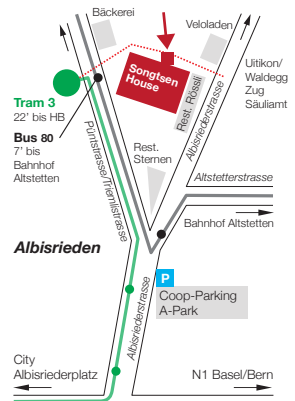 Bäckerei
Veloladen
Songtsen
House
Rest. Rössli
Albisriederstrasse
Uitikon/
Waldegg
Zug
Säuliamt
Tram 3
22’ bis HB
Bus 80
7’ bis
Bahnhof
Altstetten
Püntstrasse/Triemlistrasse
Rest.
Sternen
Altstetterstrasse
Bahnhof Altstetten
Albisrieden
P
Coop-Parking
A-Park
Albisriederstrasse
City
Albisriederplatz
N1 Basel/Bern